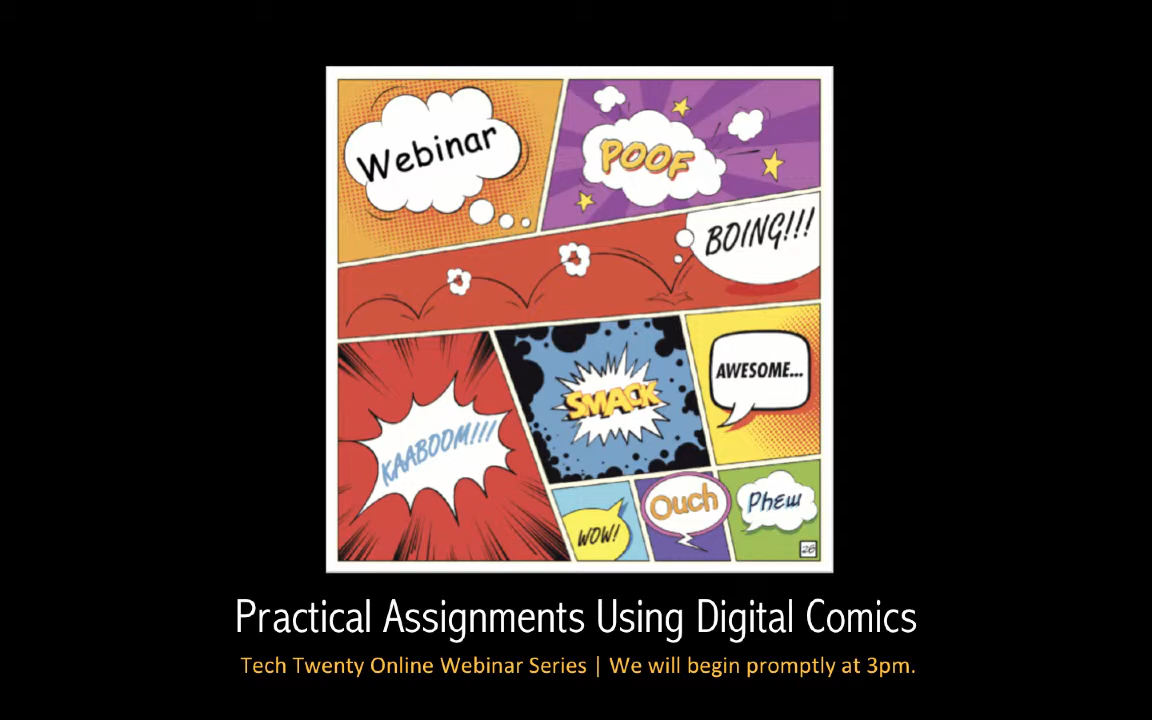 Webinar
POOF
BOING!!!
KAABOOM!!!
SMACK
AWESOME...
WOW!
Ouch
Phew
26
Practical Assignments Using Digital Comics
Tech Twenty Online Webinar Series | We will begin promptly at 3pm.